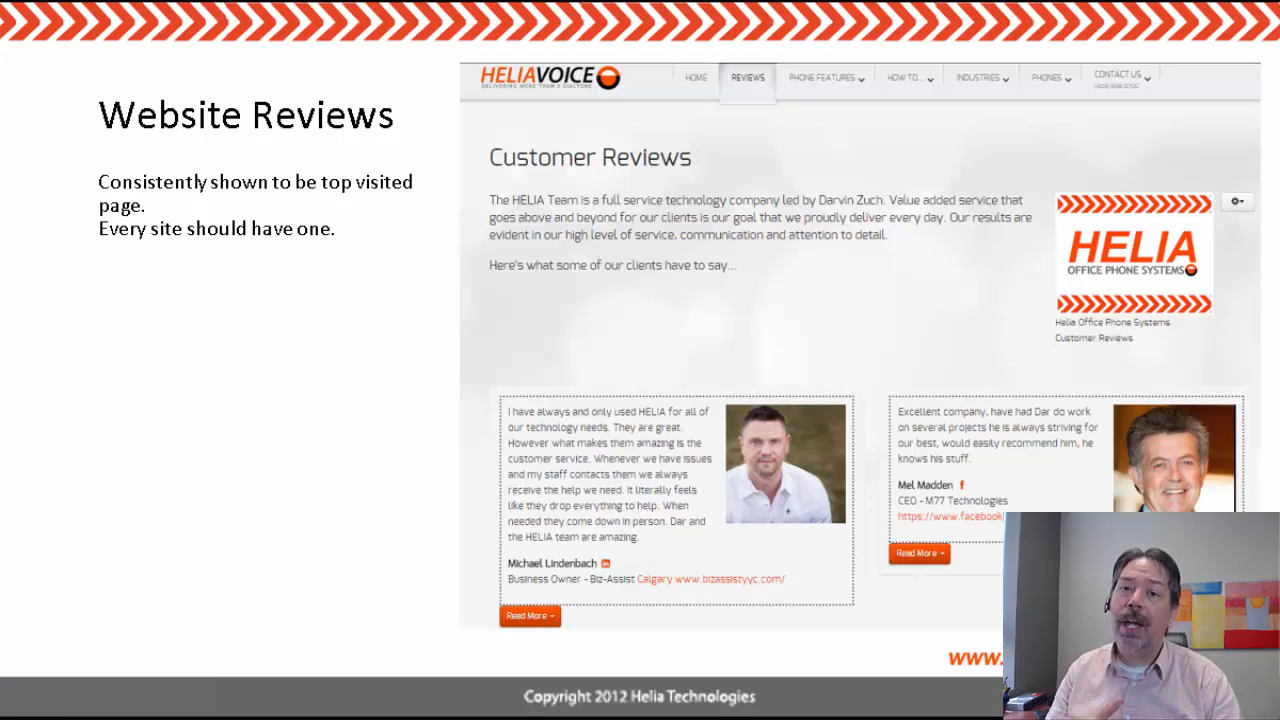 Website Reviews
Consistently shown to be top visited
page.
Every site should have one.
HELIAVOICE
DELIVERING MORE THAN A DIALTONE
HOME
REVIEWS
PHONE FEATURES
HOW TO...
INDUSTRIES
PHONES
CONTACT US
Customer Reviews
The HELIA Team is a full service technology company led by Darvin Zuch. Value added service that
goes above and beyond for our clients is our goal that we proudly deliver every day. Our results are
evident in our high level of service, communication and attention to detail.
Here's what some of our clients have to say...
HELIA
OFFICE PHONE SYSTEMS
Helia Office Phone Systems
Customer Reviews
I have always and only used HELIA for all of
our technology needs. They are great.
However what makes them amazing is the
customer service. Whenever we have issues
and my staff contacts them we always
receive the help we need. It literally feels
like they drop everything to help. When
needed they come down in person. Dar and
the HELIA team are amazing.
Michael Lindenbach in
Business Owner - Biz-Assist Calgary www.bizassistyyc.com/
Read More
Excellent company, have had Dar do work
on several projects he is always striving for
our best, would easily recommend him, he
knows his stuff.
Mel Madden f
CEO - M77 Technologies
https://www.facebook
Read More
www.
Copyright 2012 Helia Technologies